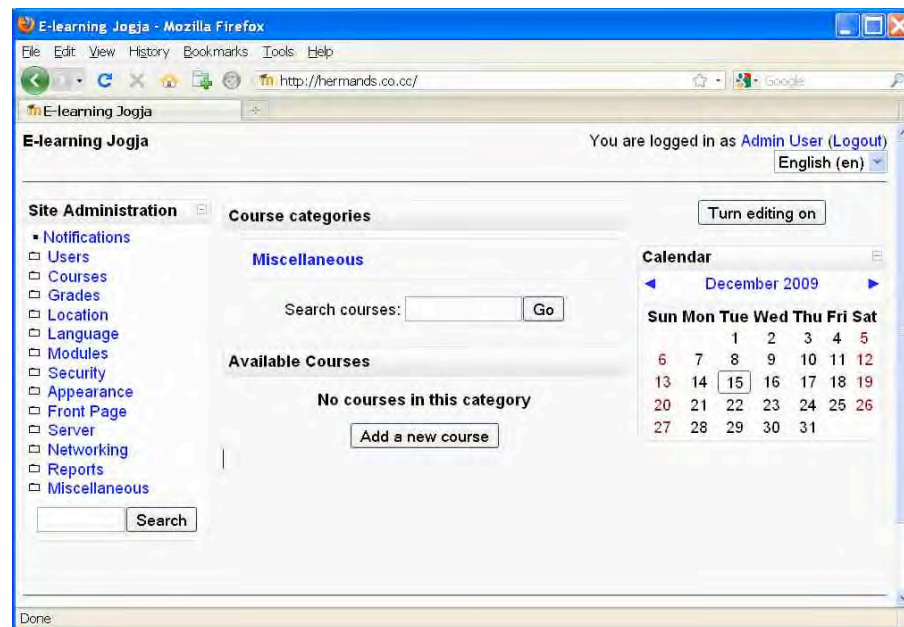 E-learning Jogja - Mozilla Firefox
File Edit View History Bookmarks Tools Help
http://hermands.co.cc/
Google
E-learning Jogja
E-learning Jogja
You are logged in as Admin User (Logout)
English (en)
Site Administration
Notifications
Users
Courses
Grades
Location
Language
Modules
Security
Appearance
Front Page
Server
Networking
Reports
Miscellaneous
Search
Course categories
Miscellaneous
Search courses: Go
Available Courses
No courses in this category
Add a new course
Turn editing on
Calendar
◄ December 2009 ►
Sun Mon Tue Wed Thu Fri Sat
1 2 3 4 5
6 7 8 9 10 11 12
13 14 15 16 17 18 19
20 21 22 23 24 25 26
27 28 29 30 31
Done